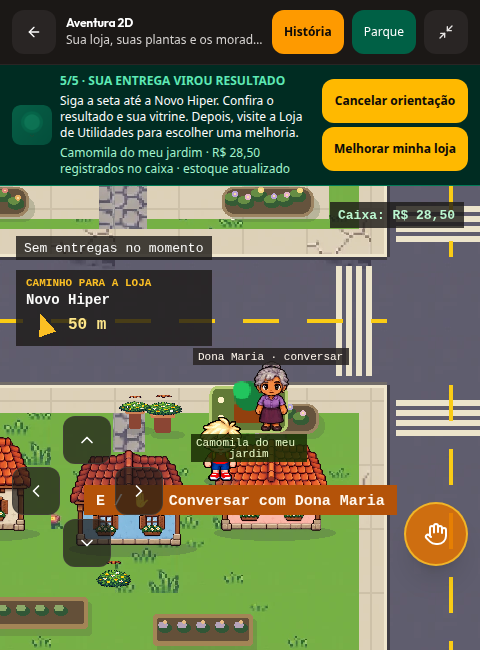 Aventura 2D
Sua loja, suas plantas e os morad...
História
Parque
5/5 · SUA ENTREGA VIROU RESULTADO
Siga a seta até a Novo Hiper. Confira o
resultado e sua vitrine. Depois, visite a Loja
de Utilidades para escolher uma melhoria.
Camomila do meu jardim · R$ 28,50
registrados no caixa · estoque atualizado
Cancelar orientação
Melhorar minha loja
Caixa: R$ 28,50
Sem entregas no momento
CAMINHO PARA A LOJA
Novo Hiper
50 m
Dona Maria · conversar
Camomila do meu
jardim
E / Conversar com Dona Maria